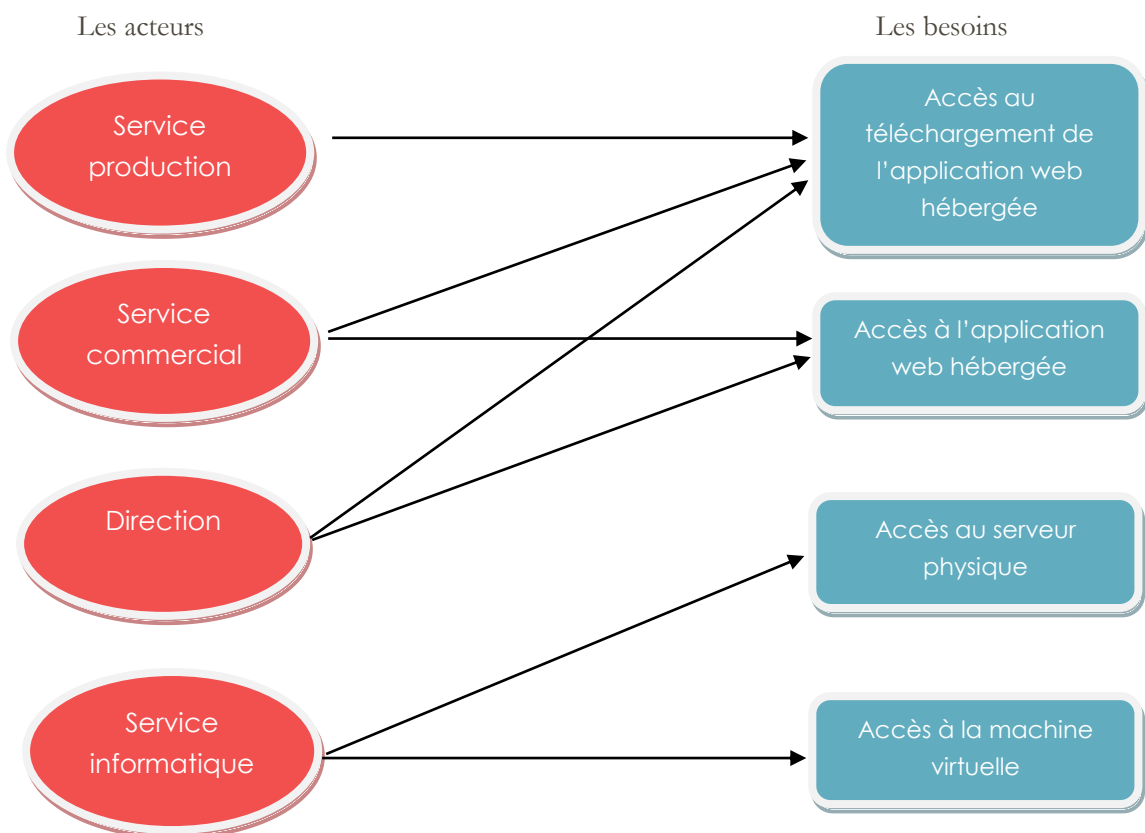 Les acteurs
Les besoins
Service
production
Accès au
téléchargement de
l’application web
hébergée
Service
commercial
Accès à l’application
web hébergée
Direction
Accès au serveur
physique
Service
informatique
Accès à la machine
virtuelle